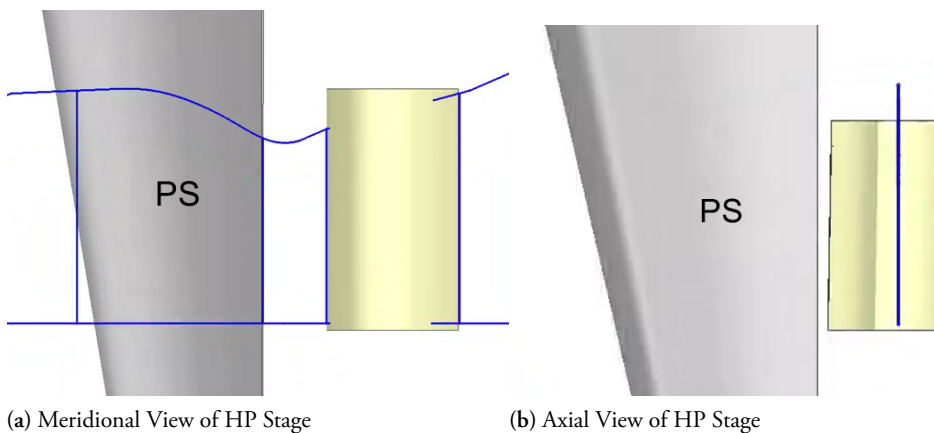 PS
PS
(a) Meridional View of HP Stage
(b) Axial View of HP Stage